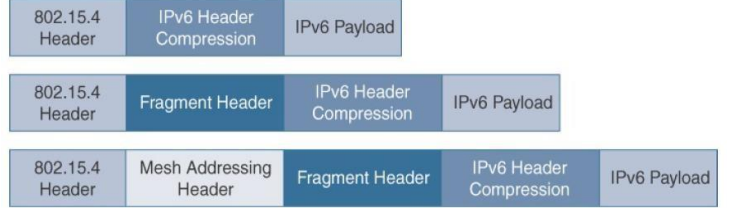 802.15.4
Header
IPv6 Header
Compression
IPv6 Payload
802.15.4
Header
Fragment Header
IPv6 Header
Compression
IPv6 Payload
802.15.4
Header
Mesh Addressing
Header
Fragment Header
IPv6 Header
Compression
IPv6 Payload